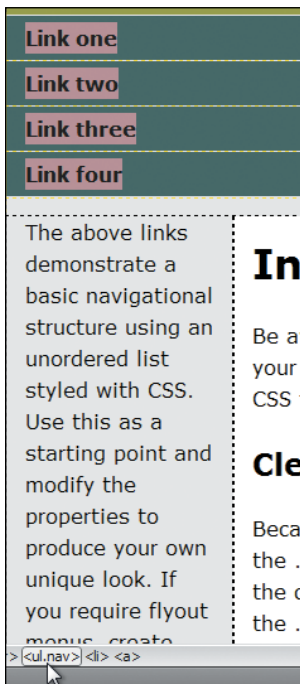 Link one
Link two
Link three
Link four
The above links
demonstrate a
basic navigational
structure using an
unordered list
styled with CSS.
Use this as a
starting point and
modify the
properties to
produce your own
unique look. If
you require flyout
menus, create
In
Be a
your
CSS
Cle
Beca
the .
the
the .
> <ul.nav> <li> <a>